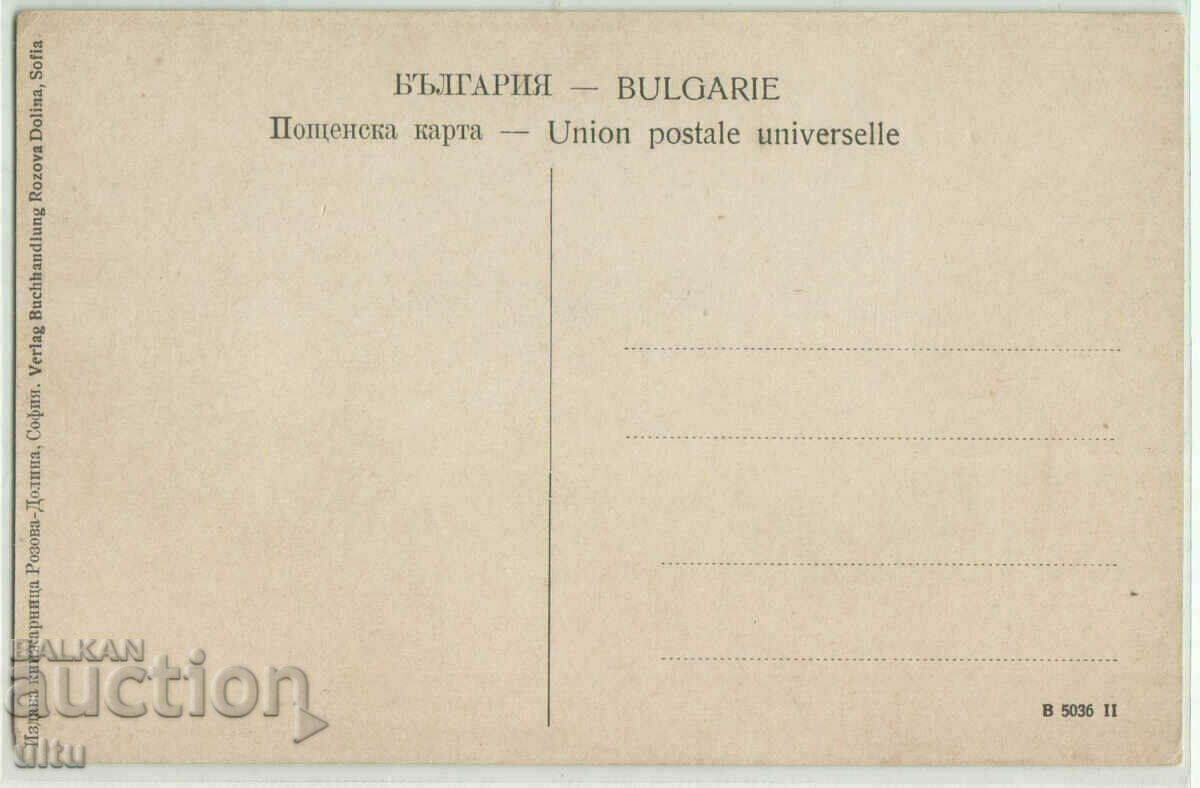 БЪЛГАРИЯ — BULGARIE
Пощенска карта — Union postale universelle
Издава книжарница Розова-Долина, София. Verlag Buchhandlung Rozova Dolina, Sofia
B 5036 II
BALKAN
auction
ultu